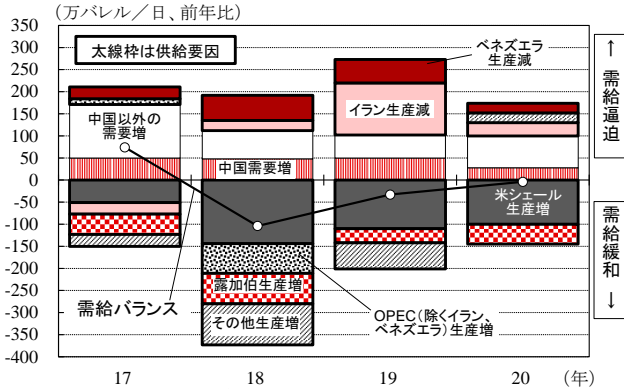 (万バレル／日、前年比)
350
300
250
200
150
100
50
0
-50
-100
-150
-200
-250
-300
-350
-400
太線枠は供給要因
ベネズエラ
生産減
イラン生産減
中国以外の
需要増
中国需要増
米シェール
生産増
露加伯生産増
その他生産増
需給バランス
OPEC(除くイラン、
ベネズエラ)生産増
17
18
19
20
(年)
↑
需給逼迫
需給緩和
↓